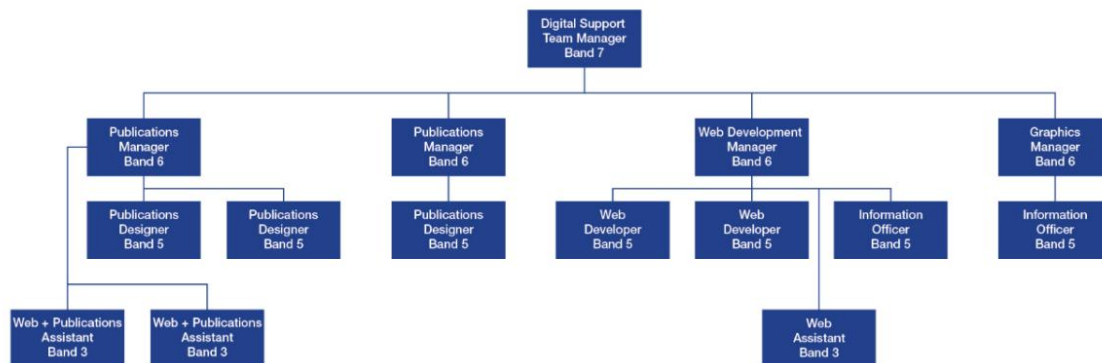 Digital Support
Team Manager
Band 7
Publications
Manager
Band 6
Publications
Manager
Band 6
Web Development
Manager
Band 6
Graphics
Manager
Band 6
Publications
Designer
Band 5
Publications
Designer
Band 5
Publications
Designer
Band 5
Web
Developer
Band 5
Web
Developer
Band 5
Information
Officer
Band 5
Information
Officer
Band 5
Web + Publications
Assistant
Band 3
Web + Publications
Assistant
Band 3
Web
Assistant
Band 3